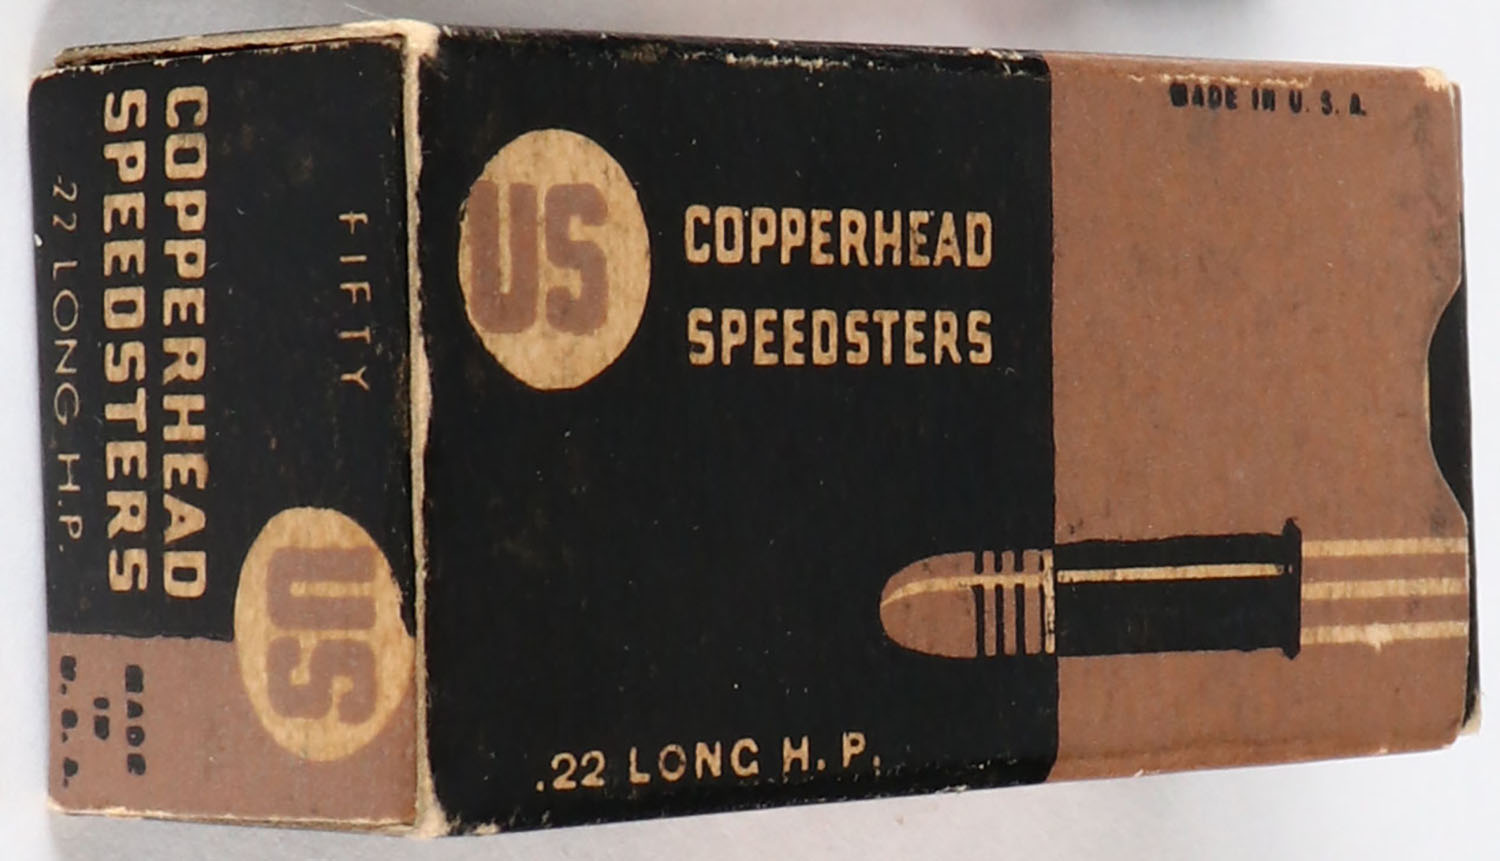 COPPERHEAD
SPEEDSTERS
.22 LONG H.P.
FIFTY
US
MADE
IN
U.S.A.
US
COPPERHEAD
SPEEDSTERS
.22 LONG H.P.
MADE IN U.S.A.